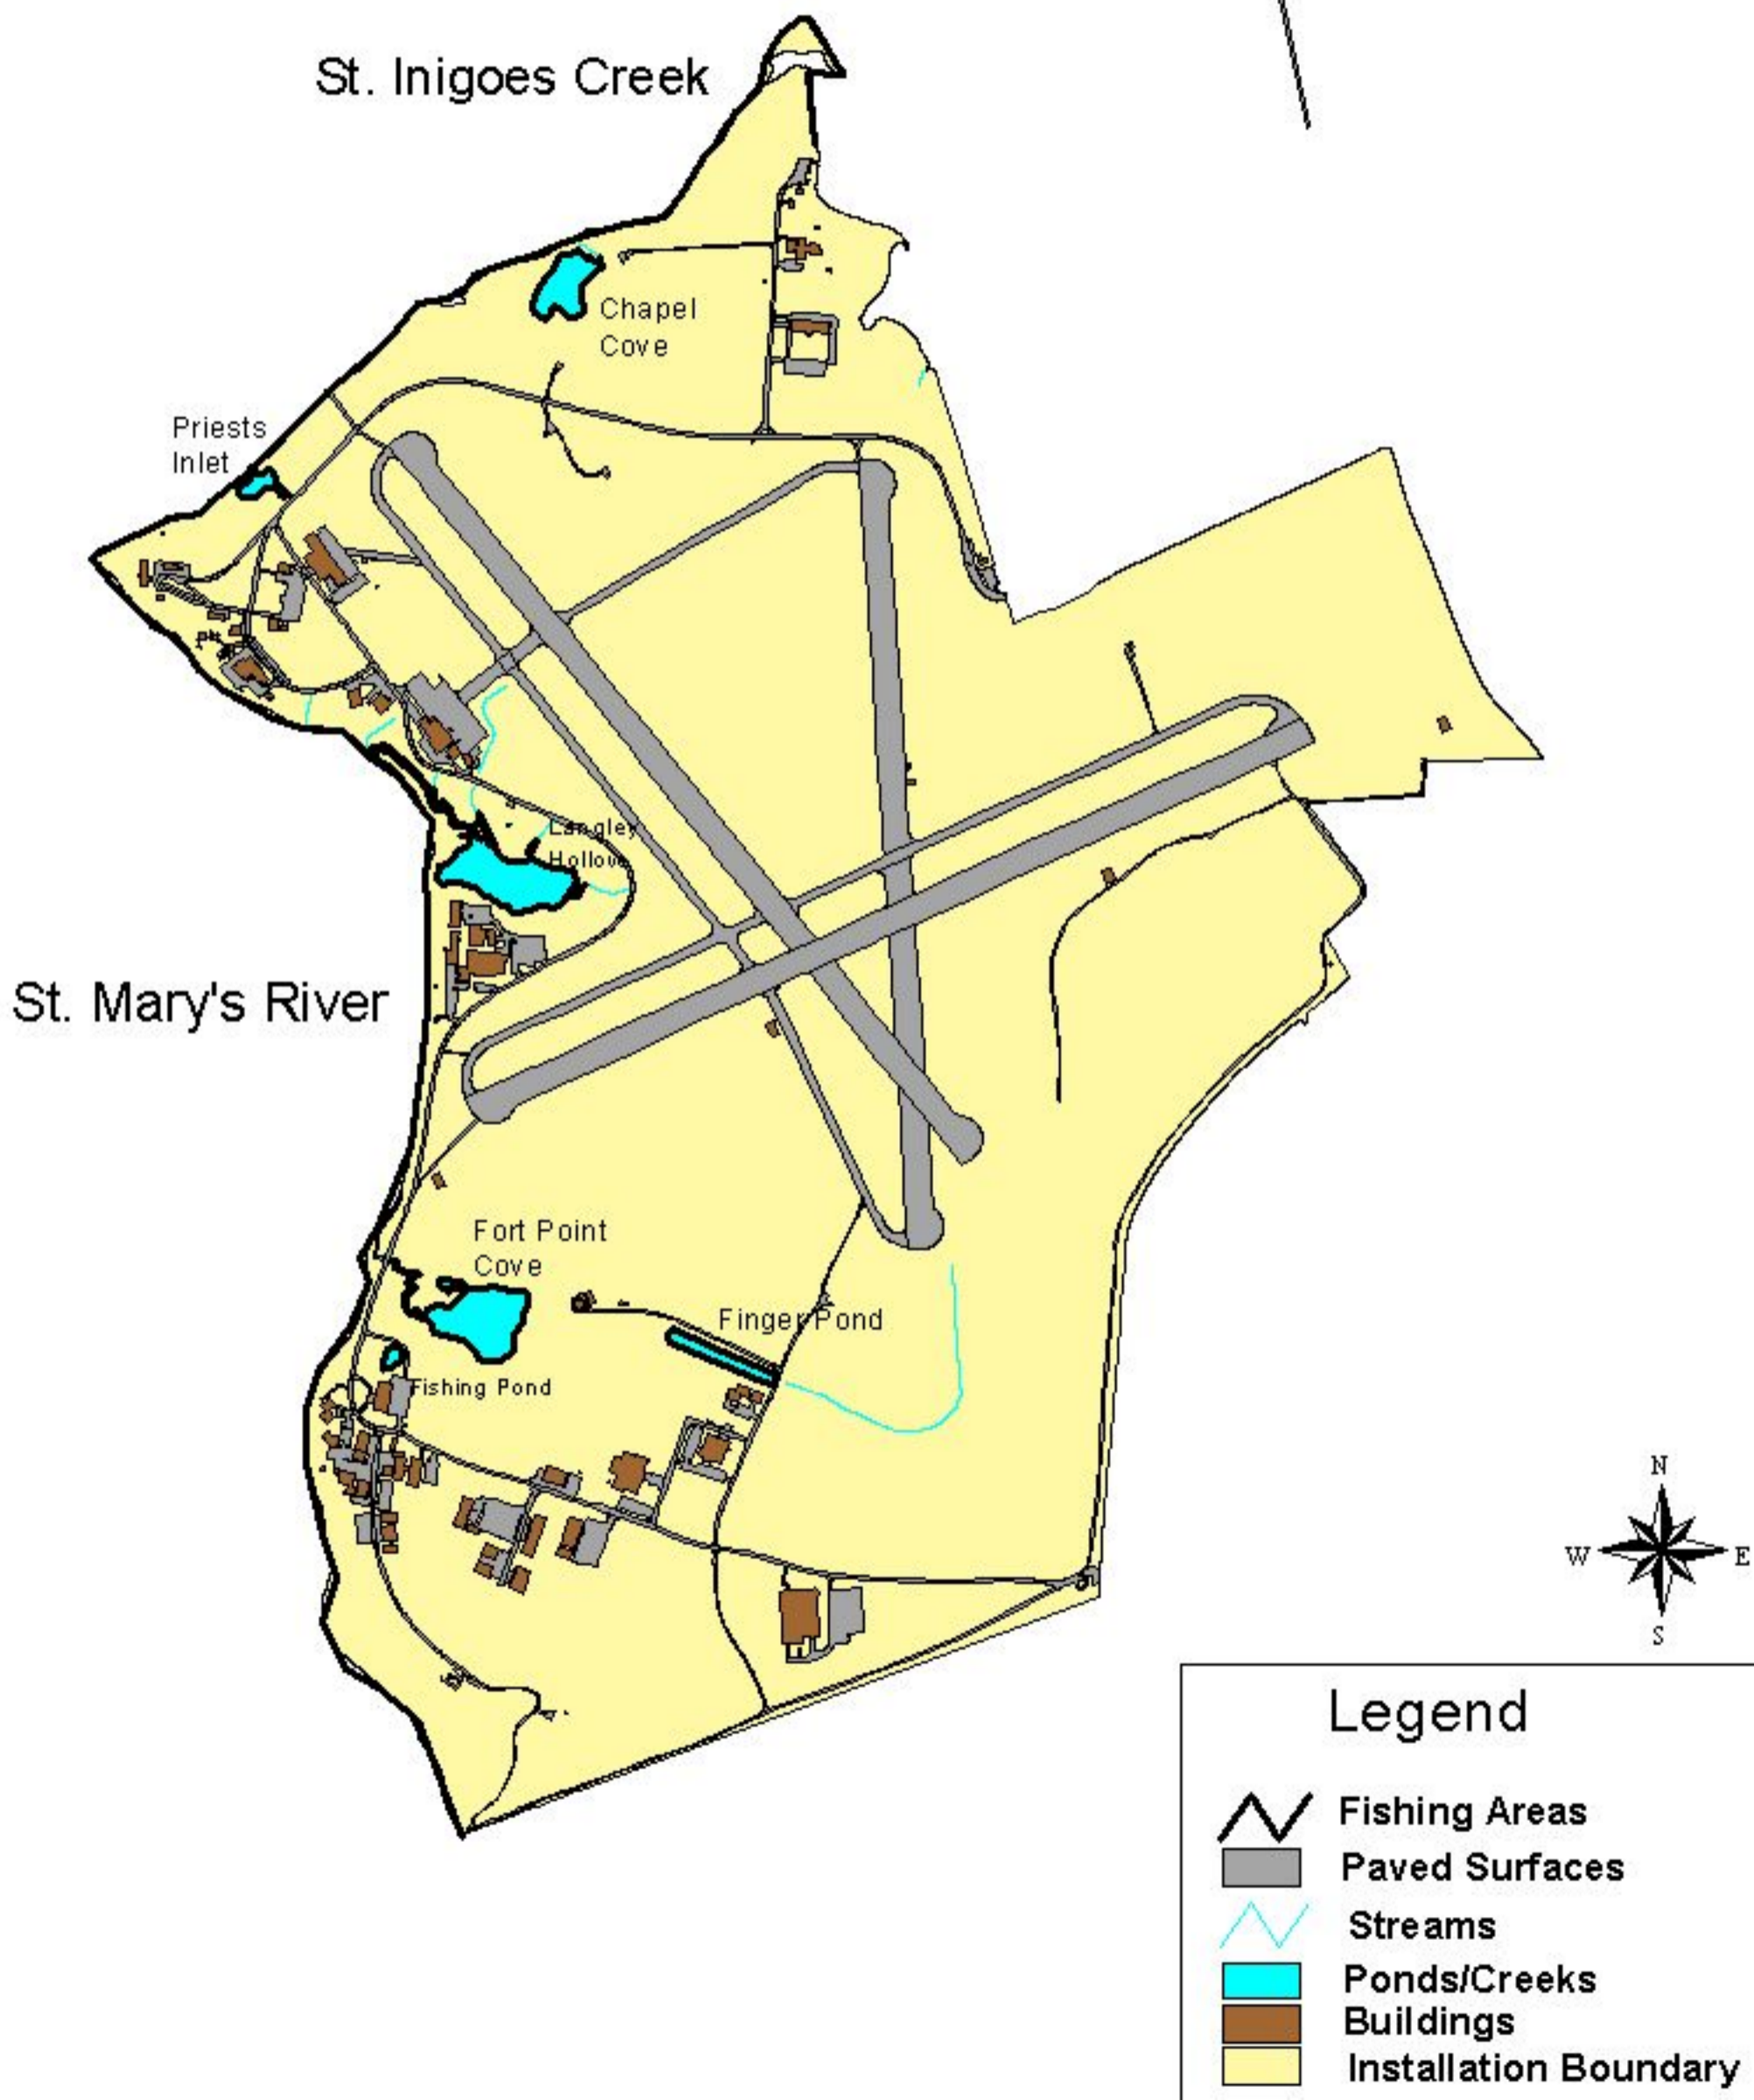 St. Inigoes Creek
Chapel
Cove
Priests
Inlet
Langley
Hollow
St. Mary's River
Fort Point
Cove
Finger Pond
Fishing Pond
N
W
E
S
Legend
Fishing Areas
Paved Surfaces
Streams
Ponds/Creeks
Buildings
Installation Boundary